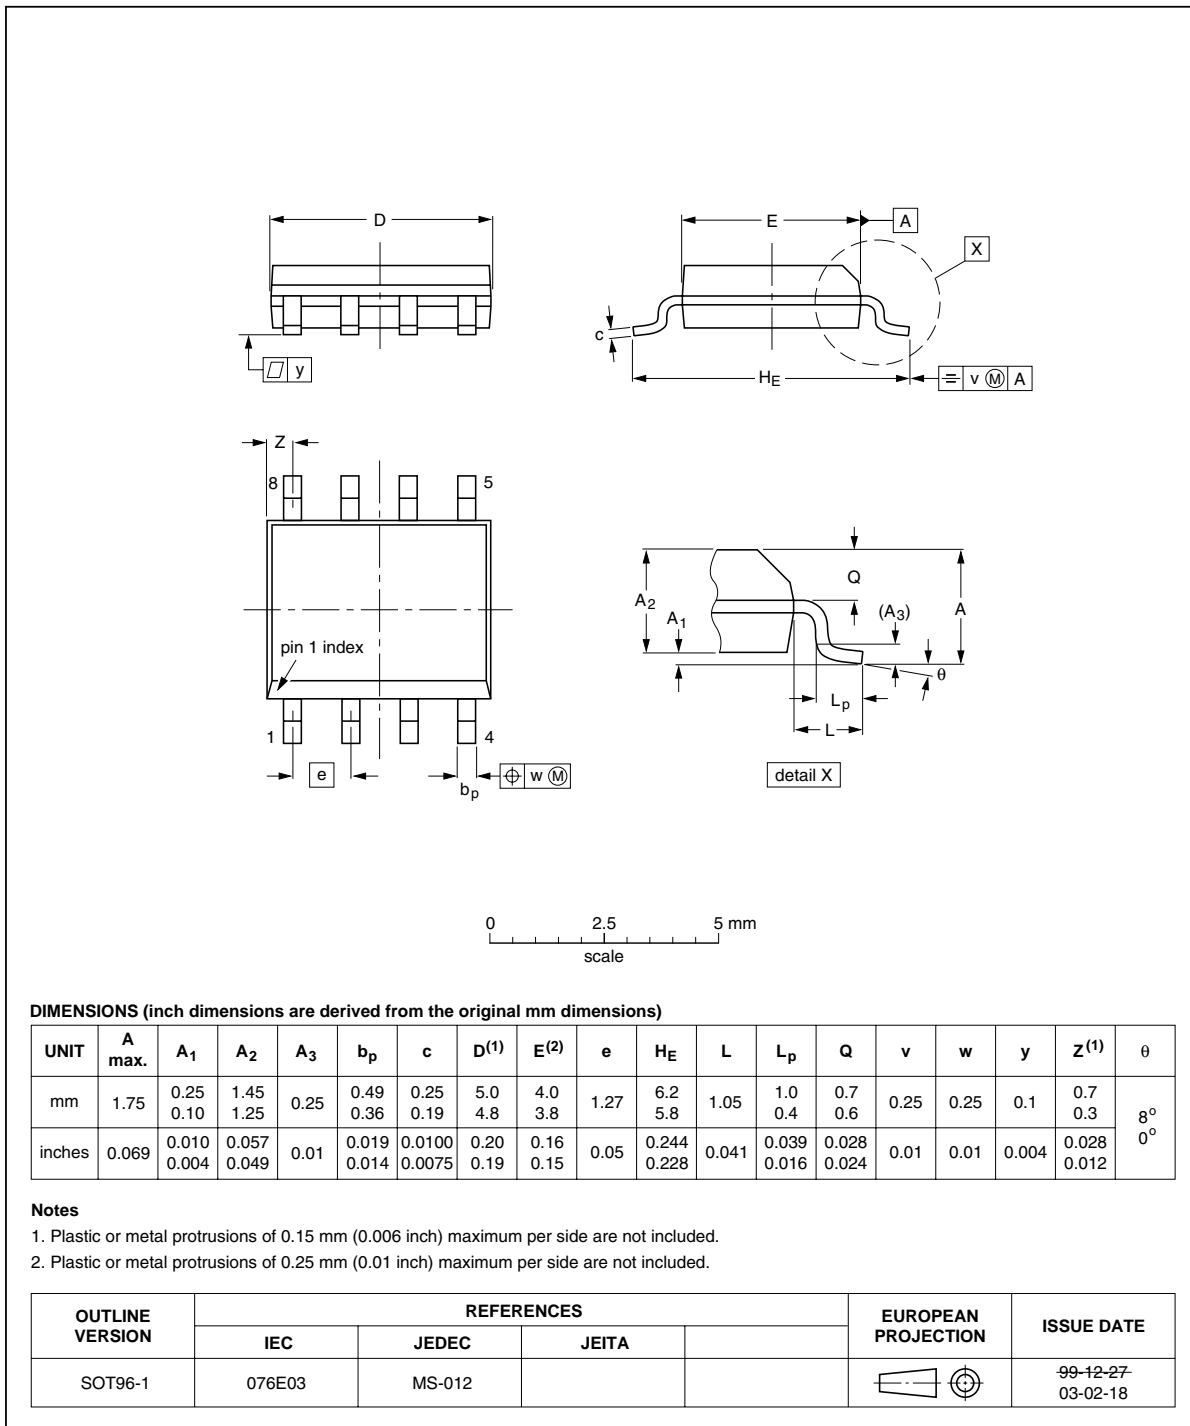 D
E
A
X
c
y
HE
v M A
Z
8
5
pin 1 index
1
4
e
bp
w M
A2
A1
Q
(A3)
A
θ
Lp
L
detail X
0 2.5 5 mm
scale
DIMENSIONS (inch dimensions are derived from the original mm dimensions)
UNIT A max. A1 A2 A3 bp c D(1) E(2) e HE L Lp Q v w y Z(1) θ
mm 1.75 0.25 0.10 1.45 1.25 0.25 0.49 0.36 0.25 0.19 5.0 4.8 4.0 3.8 1.27 6.2 5.8 1.05 1.0 0.4 0.7 0.6 0.25 0.25 0.1 0.7 0.3 8° 0°
inches 0.069 0.010 0.004 0.057 0.049 0.01 0.019 0.014 0.0100 0.0075 0.20 0.19 0.16 0.15 0.05 0.244 0.228 0.041 0.039 0.016 0.028 0.024 0.01 0.01 0.004 0.028 0.012
Notes
1. Plastic or metal protrusions of 0.15 mm (0.006 inch) maximum per side are not included.
2. Plastic or metal protrusions of 0.25 mm (0.01 inch) maximum per side are not included.
OUTLINE VERSION REFERENCES EUROPEAN PROJECTION ISSUE DATE
IEC JEDEC JEITA
SOT96-1 076E03 MS-012 99-12-27
03-02-18